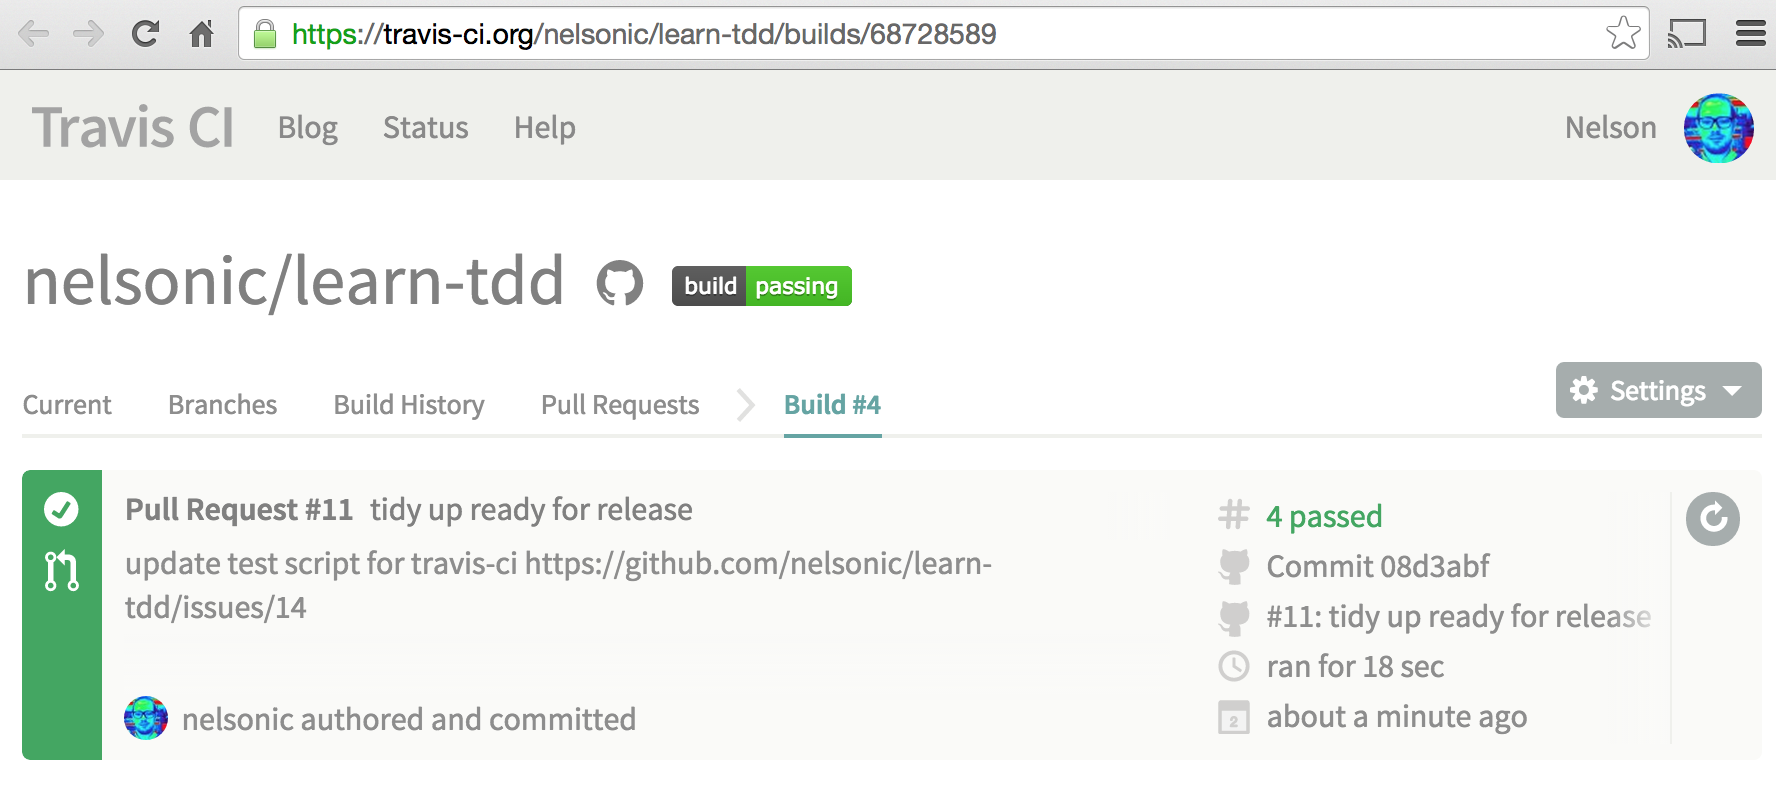 https://travis-ci.org/nelsonic/learn-tdd/builds/68728589
Travis CI Blog Status Help Nelson
nelsonic/learn-tdd build passing
Current Branches Build History Pull Requests Build #4 Settings
Pull Request #11 tidy up ready for release
update test script for travis-ci https://github.com/nelsonic/learn-
tdd/issues/14
nelsonic authored and committed
# 4 passed
Commit 08d3abf
#11: tidy up ready for release
ran for 18 sec
2 about a minute ago